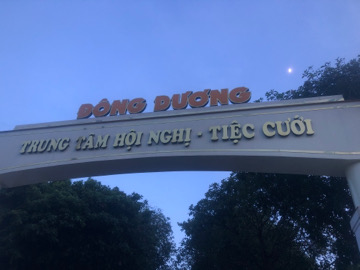 ĐÔNG DƯƠNG
TRUNG TÂM HỘI NGHỊ - TIỆC CƯỚI